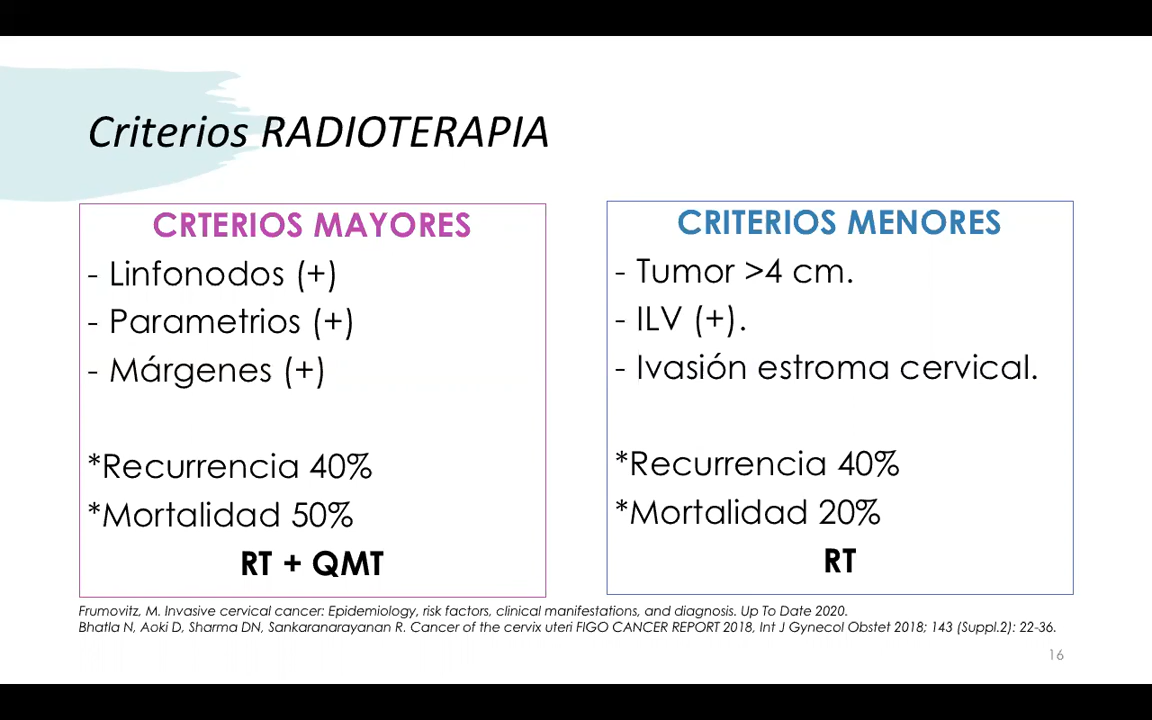 Criterios RADIOTERAPIA
CRTERIOS MAYORES
- Linfonodos (+)
- Parametrios (+)
- Márgenes (+)
*Recurrencia 40%
*Mortalidad 50%
RT + QMT
CRITERIOS MENORES
- Tumor >4 cm.
- ILV (+).
- Ivasión estroma cervical.
*Recurrencia 40%
*Mortalidad 20%
RT
Frumovitz, M. Invasive cervical cancer: Epidemiology, risk factors, clinical manifestations, and diagnosis. Up To Date 2020.
Bhatla N, Aoki D, Sharma DN, Sankaranarayanan R. Cancer of the cervix uteri FIGO CANCER REPORT 2018, Int J Gynecol Obstet 2018; 143 (Suppl.2): 22-36.
16